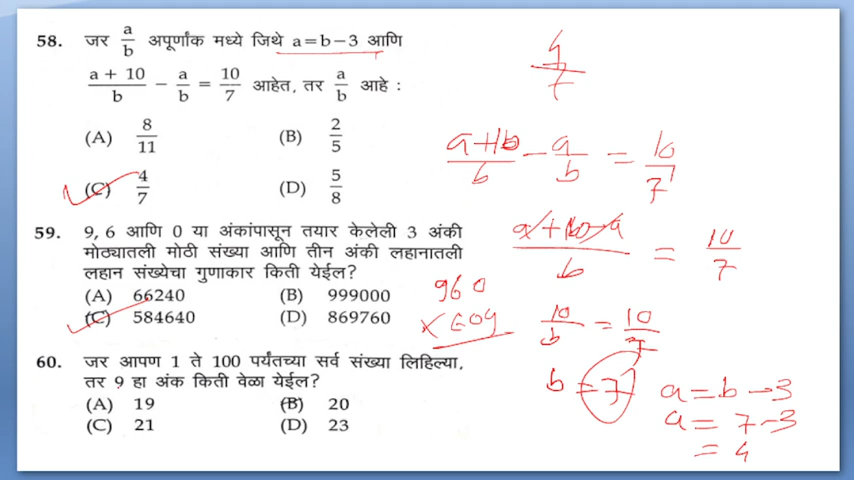 58. जर a/b अपूर्णांक मध्ये जिथे a=b−3 आणि
(a + 10)/b − a/b = 10/7 आहेत, तर a/b आहे :
(A) 8/11 (B) 2/5
(C) 4/7 (D) 5/8
59. 9, 6 आणि 0 या अंकांपासून तयार केलेली 3 अंकी
मोठ्यातली मोठी संख्या आणि तीन अंकी लहानातली
लहान संख्येचा गुणाकार किती येईल?
(A) 66240 (B) 999000
(C) 584640 (D) 869760
60. जर आपण 1 ते 100 पर्यंतच्या सर्व संख्या लिहिल्या,
तर 9 हा अंक किती वेळा येईल?
(A) 19 (B) 20
(C) 21 (D) 23
4/7
(a+10)/b − a/b = 10/7
(a+10−a)/b = 10/7
960
× 609
10/b = 10/7
b = 7
a = b − 3
a = 7 − 3
= 4